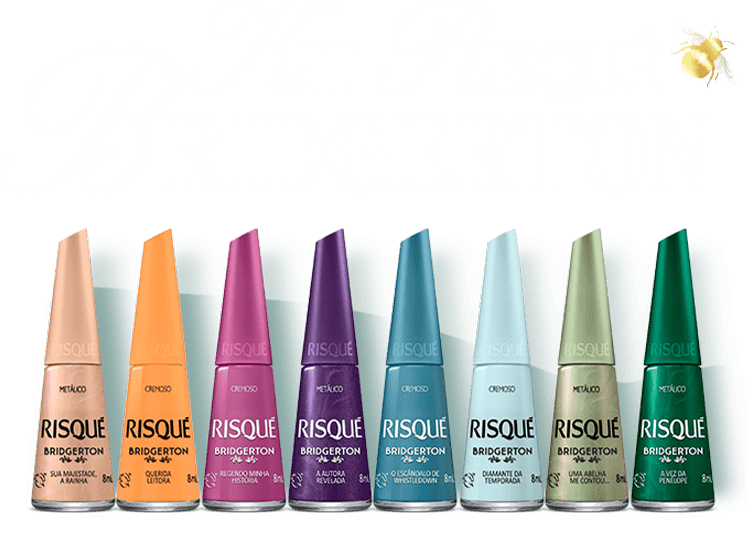 RISQUÉ
METÁLICO
RISQUÉ
BRIDGERTON
SUA MAJESTADE,
A RAINHA
8mL
RISQUÉ
CREMOSO
RISQUÉ
BRIDGERTON
QUERIDA
LEITORA
8mL
RISQUÉ
CREMOSO
RISQUÉ
BRIDGERTON
REGENDO MINHA
HISTÓRIA
8mL
RISQUÉ
METÁLICO
RISQUÉ
BRIDGERTON
A AUTORA
REVELADA
8mL
RISQUÉ
CREMOSO
RISQUÉ
BRIDGERTON
O ESCÂNDALO DE
WHISTLEDOWN
8mL
RISQUÉ
CREMOSO
RISQUÉ
BRIDGERTON
DIAMANTE DA
TEMPORADA
8mL
RISQUÉ
METÁLICO
RISQUÉ
BRIDGERTON
UMA ABELHA
ME CONTOU...
8mL
RISQUÉ
METÁLICO
RISQUÉ
BRIDGERTON
A VEZ DA
PENELOPE
8mL